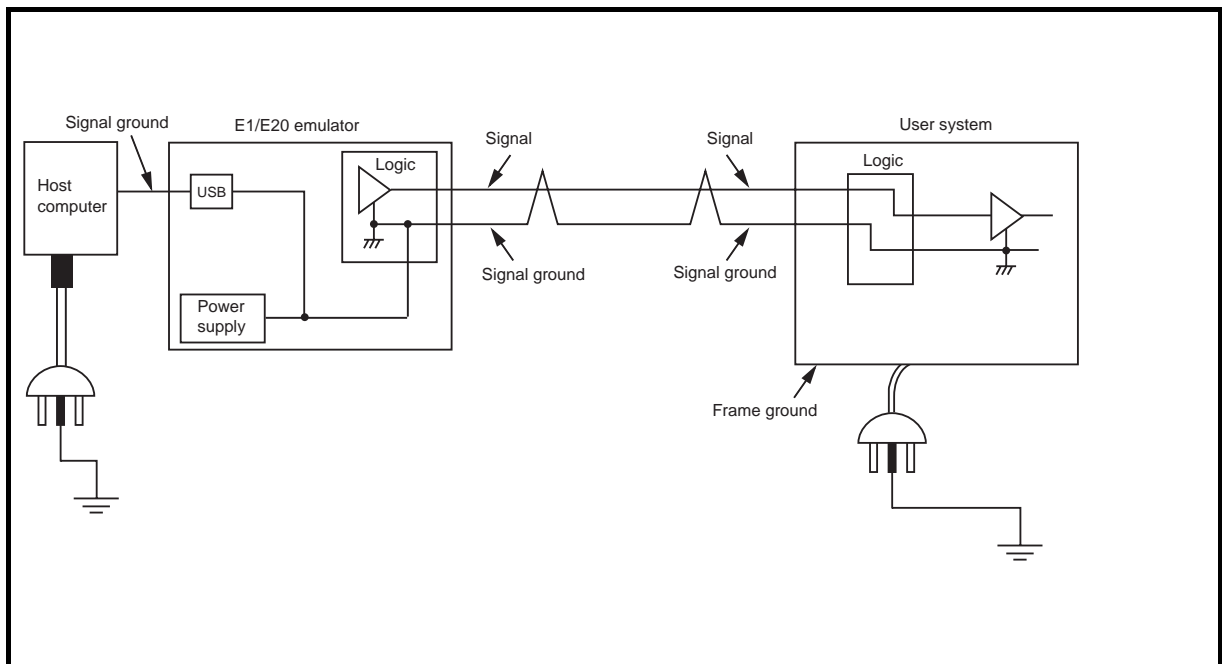 Signal ground
E1/E20 emulator
User system
Signal
Signal
Logic
Logic
Host
computer
USB
Signal ground
Signal ground
Power
supply
Frame ground